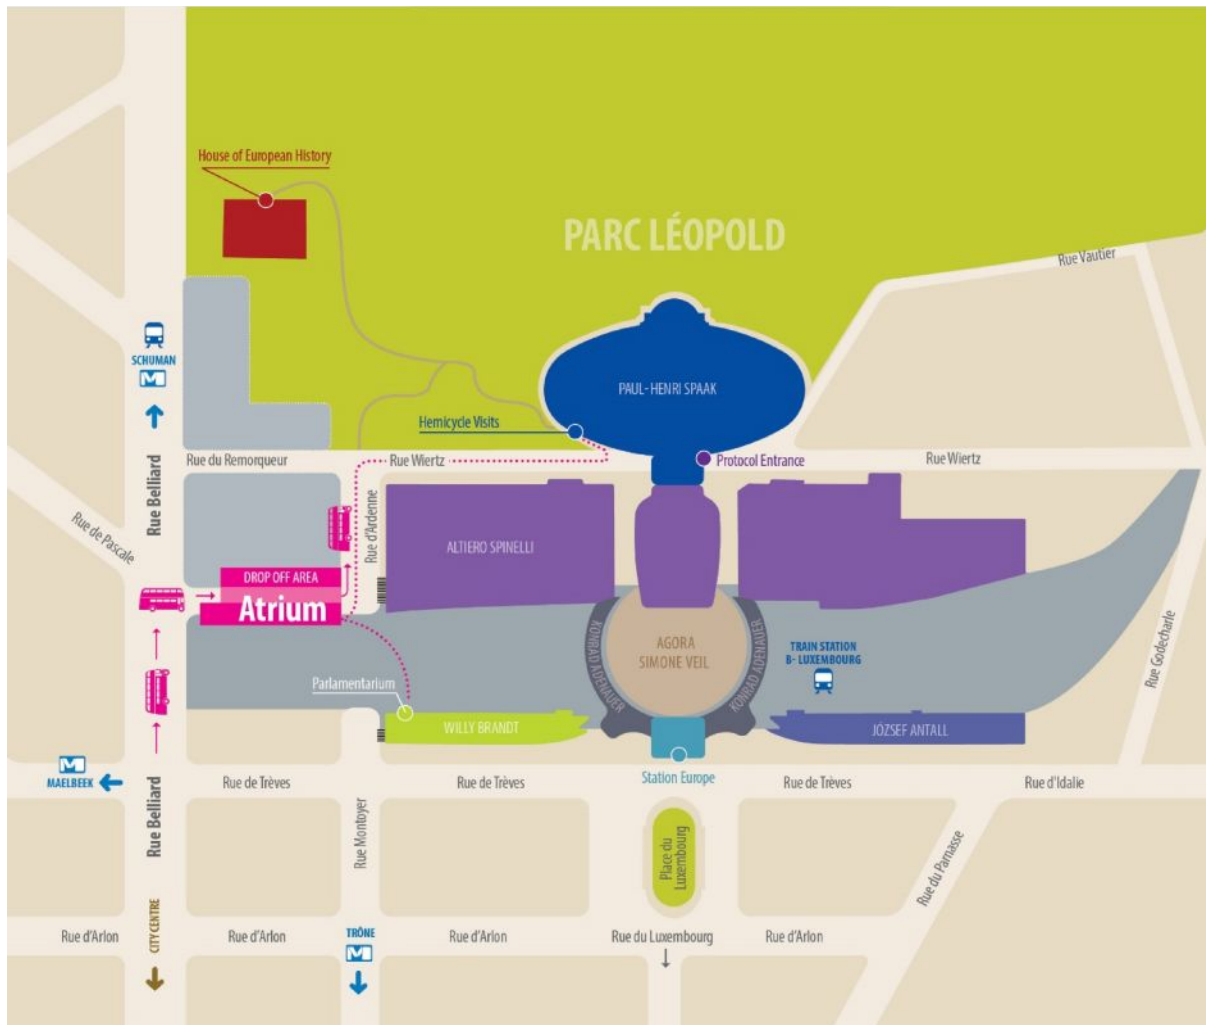 House of European History
PARC LÉOPOLD
Rue Vautier
SCHUMAN
M
PAUL-HENRI SPAAK
Hemicycle Visits
Rue du Remorqueur
Rue Wiertz
Protocol Entrance
Rue Wiertz
Rue Belliard
Rue de Pascale
Rue d'Ardenne
ALTIERO SPINELLI
DROP OFF AREA
Atrium
KONRAD ADENAUER
AGORA
SIMONE VEIL
KONRAD ADENAUER
TRAIN STATION
B- LUXEMBOURG
Rue Godecharle
Parlamentarium
WILLY BRANDT
JÓZSEF ANTALL
M
MAELBEEK
Rue Belliard
Rue de Trèves
Rue de Trèves
Station Europe
Rue de Trèves
Rue d'Idalie
Rue Montoyer
Place du
Luxembourg
Rue du Parnasse
Rue d'Arlon
CITY CENTRE
Rue d'Arlon
TRÔNE
M
Rue d'Arlon
Rue du Luxembourg
Rue d'Arlon